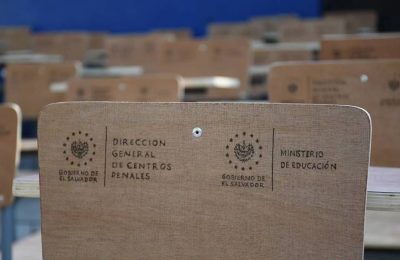 GOBIERNO DE
EL SALVADOR
DIRECCION
GENERAL
DE CENTROS
PENALES
GOBIERNO DE
EL SALVADOR
MINISTERIO
DE EDUCACIÓN